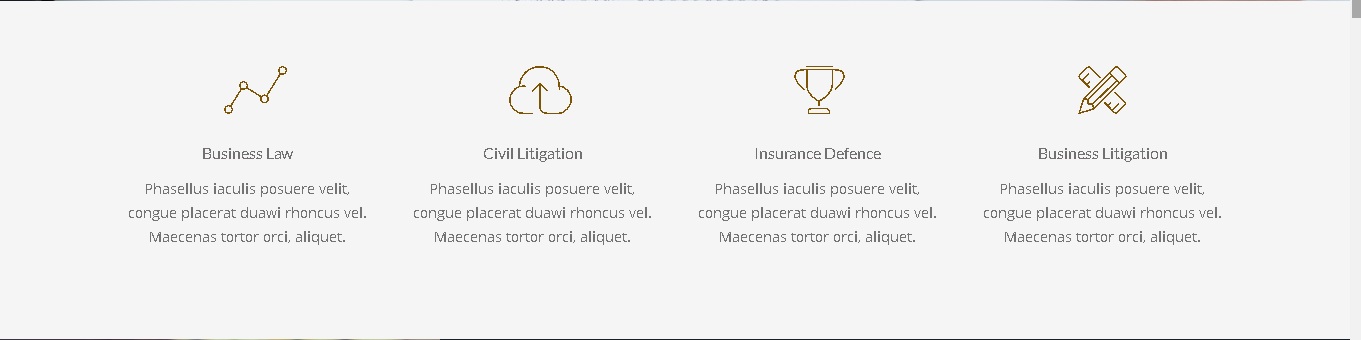 Business Law
Phasellus iaculis posuere velit,
congue placerat duawi rhoncus vel.
Maecenas tortor orci, aliquet.
Civil Litigation
Phasellus iaculis posuere velit,
congue placerat duawi rhoncus vel.
Maecenas tortor orci, aliquet.
Insurance Defence
Phasellus iaculis posuere velit,
congue placerat duawi rhoncus vel.
Maecenas tortor orci, aliquet.
Business Litigation
Phasellus iaculis posuere velit,
congue placerat duawi rhoncus vel.
Maecenas tortor orci, aliquet.